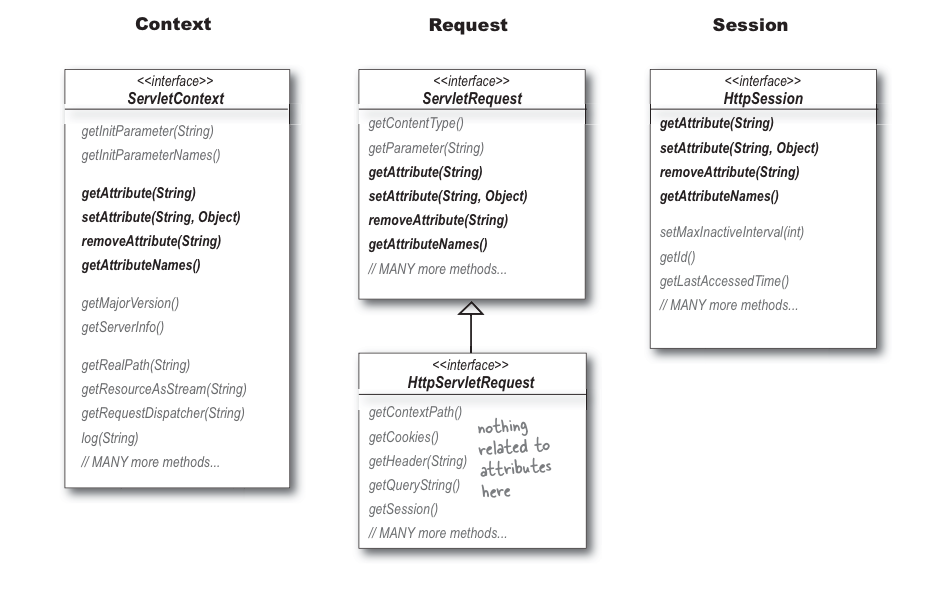 Context
<<interface>>
ServletContext
getInitParameter(String)
getInitParameterNames()
getAttribute(String)
setAttribute(String, Object)
removeAttribute(String)
getAttributeNames()
getMajorVersion()
getServerInfo()
getRealPath(String)
getResourceAsStream(String)
getRequestDispatcher(String)
log(String)
// MANY more methods...
Request
<<interface>>
ServletRequest
getContentType()
getParameter(String)
getAttribute(String)
setAttribute(String, Object)
removeAttribute(String)
getAttributeNames()
// MANY more methods...
<<interface>>
HttpServletRequest
getContextPath()
getCookies()
getHeader(String)
getQueryString()
getSession()
// MANY more methods...
nothing
related to
attributes
here
Session
<<interface>>
HttpSession
getAttribute(String)
setAttribute(String, Object)
removeAttribute(String)
getAttributeNames()
setMaxInactiveInterval(int)
getId()
getLastAccessedTime()
// MANY more methods...